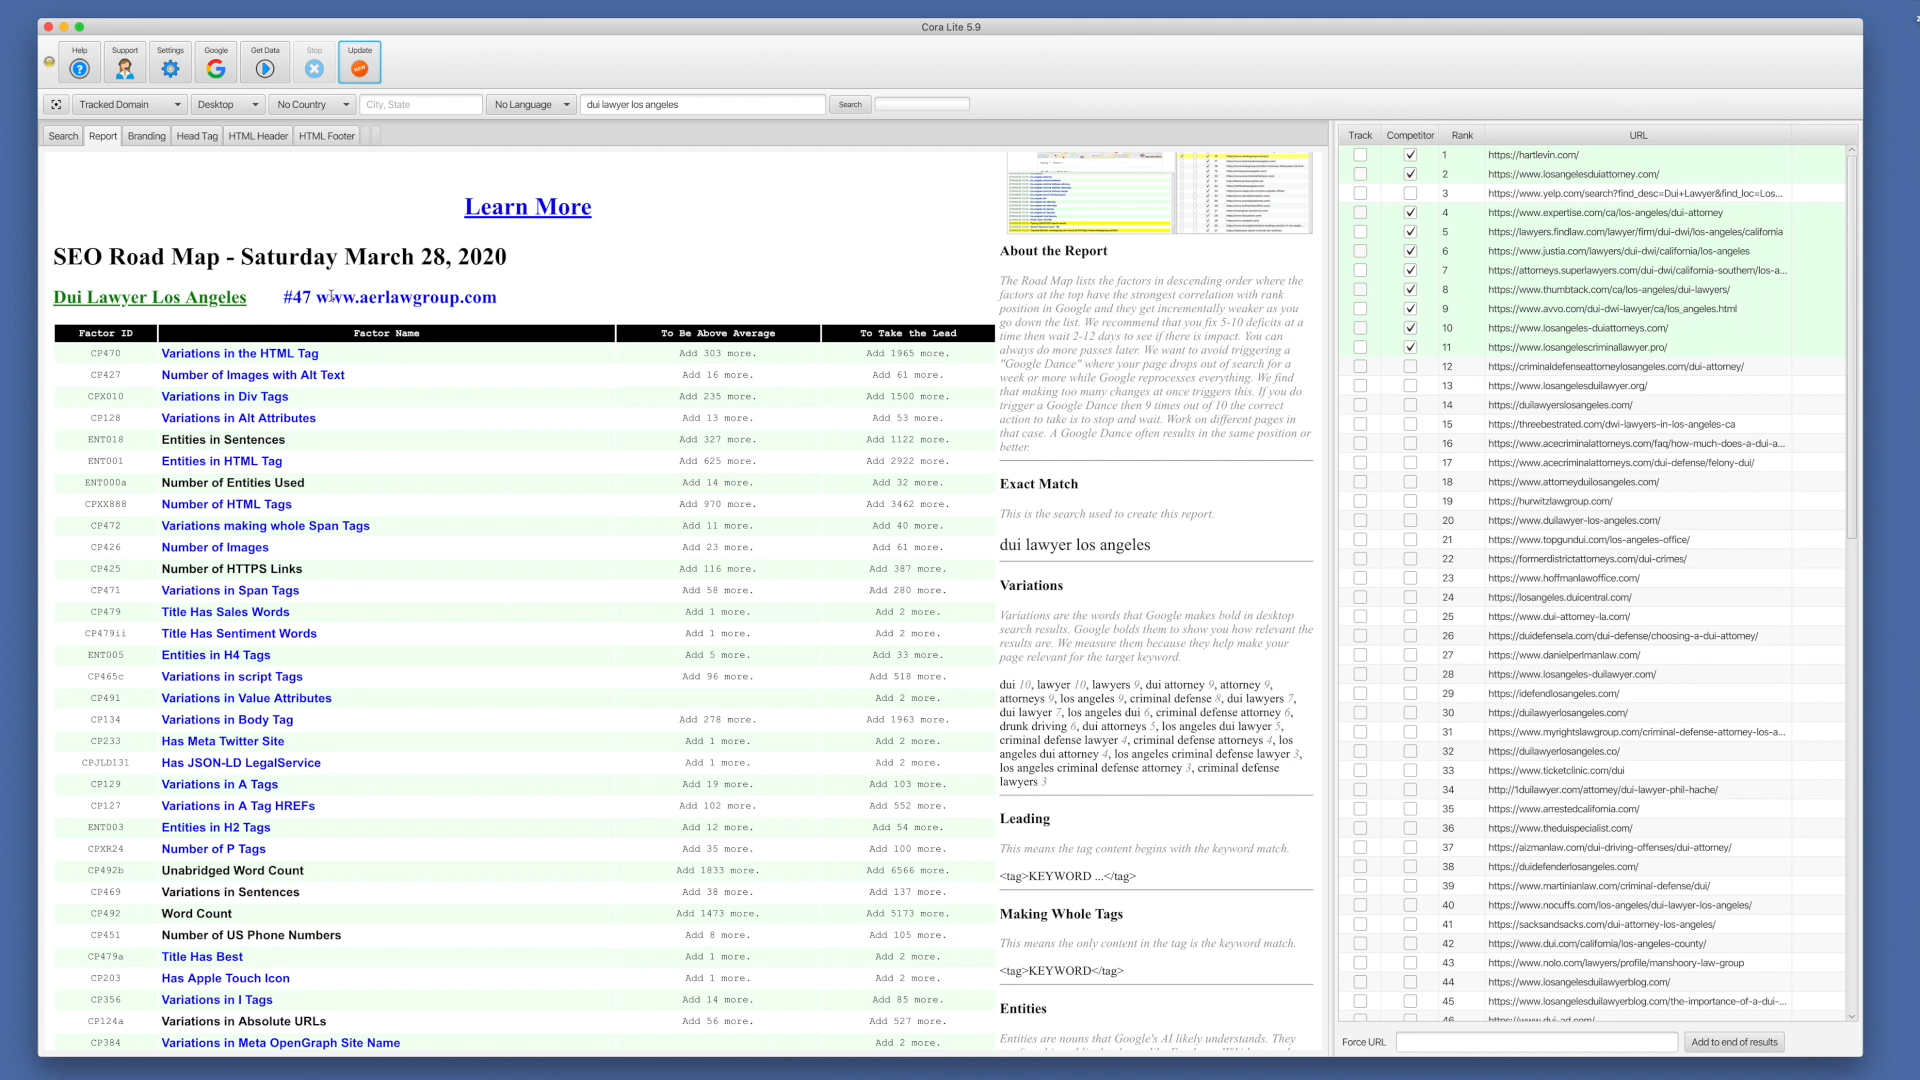 Cora Lite 5.9
Help
Support
Settings
Google
Get Data
Stop
Update
NEW
Tracked Domain
Desktop
No Country
City, State
No Language
dui lawyer los angeles
Search
Search
Report
Branding
Head Tag
HTML Header
HTML Footer
Learn More
SEO Road Map - Saturday March 28, 2020
Dui Lawyer Los Angeles #47 www.aerlawgroup.com
Factor ID Factor Name To Be Above Average To Take the Lead
CP470 Variations in the HTML Tag Add 303 more. Add 1965 more.
CP427 Number of Images with Alt Text Add 16 more. Add 61 more.
CPX010 Variations in Div Tags Add 235 more. Add 1500 more.
CP128 Variations in Alt Attributes Add 13 more. Add 53 more.
ENT018 Entities in Sentences Add 327 more. Add 1122 more.
ENT001 Entities in HTML Tag Add 625 more. Add 2922 more.
ENT000a Number of Entities Used Add 14 more. Add 32 more.
CPXX888 Number of HTML Tags Add 970 more. Add 3462 more.
CP472 Variations making whole Span Tags Add 11 more. Add 40 more.
CP426 Number of Images Add 23 more. Add 61 more.
CP425 Number of HTTPS Links Add 116 more. Add 387 more.
CP471 Variations in Span Tags Add 58 more. Add 280 more.
CP479 Title Has Sales Words Add 1 more. Add 2 more.
CP479ii Title Has Sentiment Words Add 1 more. Add 2 more.
ENT005 Entities in H4 Tags Add 5 more. Add 33 more.
CP465c Variations in script Tags Add 96 more. Add 518 more.
CP491 Variations in Value Attributes Add 2 more.
CP134 Variations in Body Tag Add 278 more. Add 1963 more.
CP233 Has Meta Twitter Site Add 1 more. Add 2 more.
CPJLD131 Has JSON-LD LegalService Add 1 more. Add 2 more.
CP129 Variations in A Tags Add 19 more. Add 103 more.
CP127 Variations in A Tag HREFs Add 102 more. Add 552 more.
ENT003 Entities in H2 Tags Add 12 more. Add 54 more.
CPXR24 Number of P Tags Add 35 more. Add 100 more.
CP492b Unabridged Word Count Add 1833 more. Add 6566 more.
CP469 Variations in Sentences Add 38 more. Add 137 more.
CP492 Word Count Add 1473 more. Add 5173 more.
CP451 Number of US Phone Numbers Add 8 more. Add 105 more.
CP479a Title Has Best Add 1 more. Add 2 more.
CP203 Has Apple Touch Icon Add 1 more. Add 2 more.
CP356 Variations in I Tags Add 14 more. Add 85 more.
CP124a Variations in Absolute URLs Add 56 more. Add 527 more.
CP384 Variations in Meta OpenGraph Site Name Add 2 more.
About the Report
The Road Map lists the factors in descending order where the
factors at the top have the strongest correlation with rank
position in Google and they get incrementally weaker as you
go down the list. We recommend that you fix 5-10 deficits at a
time then wait 2-12 days to see if there is impact. You can
always do more passes later. We want to avoid triggering a
"Google Dance" where your page drops out of search for a
week or more while Google reprocesses everything. We find
that making too many changes at once triggers this. If you do
trigger a Google Dance then 9 times out of 10 the correct
action to take is to stop and wait. Work on different pages in
that case. A Google Dance often results in the same position or
better.
Exact Match
This is the search used to create this report.
dui lawyer los angeles
Variations
Variations are the words that Google makes bold in desktop
search results. Google bolds them to show you how relevant the
results are. We measure them because they help make your
page relevant for the target keyword.
dui 10, lawyer 10, lawyers 9, dui attorney 9, attorney 9,
attorneys 9, los angeles 9, criminal defense 8, dui lawyers 7,
dui lawyer 7, los angeles dui 6, criminal defense attorney 6,
drunk driving 6, dui attorneys 5, los angeles dui lawyer 5,
criminal defense lawyer 4, criminal defense attorneys 4, los
angeles dui attorney 4, los angeles criminal defense lawyer 3,
los angeles criminal defense attorney 3, criminal defense
lawyers 3
Leading
This means the tag content begins with the keyword match.
<tag>KEYWORD ...</tag>
Making Whole Tags
This means the only content in the tag is the keyword match.
<tag>KEYWORD</tag>
Entities
Entities are nouns that Google's AI likely understands. They
Track Competitor Rank URL
1 https://hartlevin.com/
2 https://www.losangelesduiattorney.com/
3 https://www.yelp.com/search?find_desc=Dui+Lawyer&find_loc=Los...
4 https://www.expertise.com/ca/los-angeles/dui-attorney
5 https://lawyers.findlaw.com/lawyer/firm/dui-dwi/los-angeles/california
6 https://www.justia.com/lawyers/dui-dwi/california/los-angeles
7 https://attorneys.superlawyers.com/dui-dwi/california-southern/los-a...
8 https://www.thumbtack.com/ca/los-angeles/dui-lawyers/
9 https://www.avvo.com/dui-dwi-lawyer/ca/los_angeles.html
10 https://www.losangeles-duiattorneys.com/
11 https://www.losangelescriminallawyer.pro/
12 https://criminaldefenseattorneylosangeles.com/dui-attorney/
13 https://www.losangelesduilawyer.org/
14 https://duilawyerslosangeles.com/
15 https://threebestrated.com/dwi-lawyers-in-los-angeles-ca
16 https://www.acecriminalattorneys.com/faq/how-much-does-a-dui-a...
17 https://www.acecriminalattorneys.com/dui-defense/felony-dui/
18 https://www.attorneyduilosangeles.com/
19 https://hurwitzlawgroup.com/
20 https://www.duilawyer-los-angeles.com/
21 https://www.topgundui.com/los-angeles-office/
22 https://formerdistrictattorneys.com/dui-crimes/
23 https://www.hoffmanlawoffice.com/
24 https://losangeles.duicentral.com/
25 https://www.dui-attorney-la.com/
26 https://duidefensela.com/dui-defense/choosing-a-dui-attorney/
27 https://www.danielperlmanlaw.com/
28 https://www.losangeles-duilawyer.com/
29 https://idefendlosangeles.com/
30 https://duilawyerlosangeles.com/
31 https://www.myrightslawgroup.com/criminal-defense-attorney-los-a...
32 https://duilawyerlosangeles.co/
33 https://www.ticketclinic.com/dui
34 http://1duilawyer.com/attorney/dui-lawyer-phil-hache/
35 https://www.arrestedcalifornia.com/
36 https://www.theduispecialist.com/
37 https://aizmanlaw.com/dui-driving-offenses/dui-attorney/
38 https://duidefenderlosangeles.com/
39 https://www.martinianlaw.com/criminal-defense/dui/
40 https://www.nocuffs.com/los-angeles/dui-lawyer-los-angeles/
41 https://sacksandsacks.com/dui-attorney-los-angeles/
42 https://www.dui.com/california/los-angeles-county/
43 https://www.nolo.com/lawyers/profile/manshoory-law-group
44 https://www.losangelesduilawyerblog.com/
45 https://www.losangelesduilawyerblog.com/the-importance-of-a-dui-...
46 https://www.dui-ad.com/
Force URL
Add to end of results